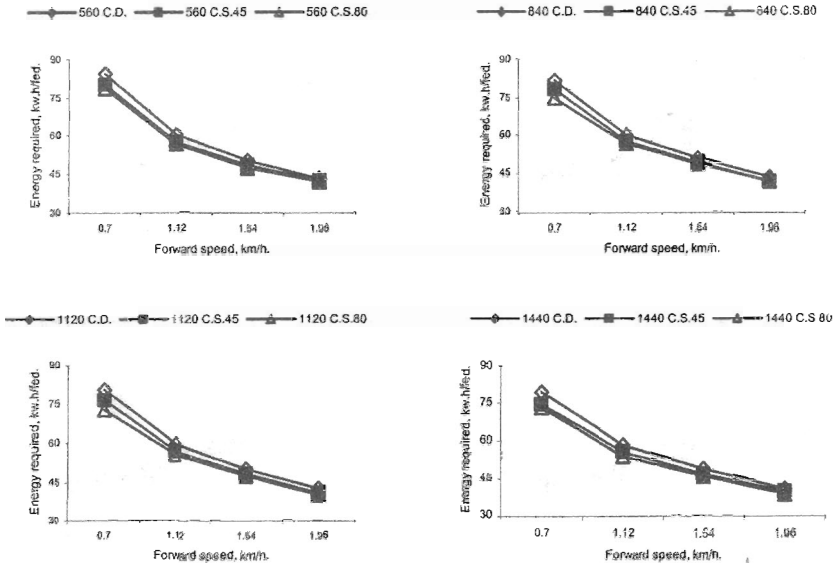 560 C.D. 560 C.S.45 560 C.S.80
Energy required, kw.h/fed.
90
75
60
45
30
0.7 1.12 1.54 1.96
Forward speed, km/h.
840 C.D. 840 C.S.45 840 C.S.80
Energy required, kw.h/fed.
90
75
60
45
30
0.7 1.12 1.54 1.96
Forward speed, km/h.
1120 C.D. 1120 C.S.45 1120 C.S.80
Energy required, kw.h/fed.
90
75
60
45
30
0.7 1.12 1.54 1.96
Forward speed, km/h.
1440 C.D. 1440 C.S.45 1440 C.S 80
Energy required, kw.h/fed.
90
75
60
45
30
0.7 1.12 1.54 1.96
Forward speed, km/h.